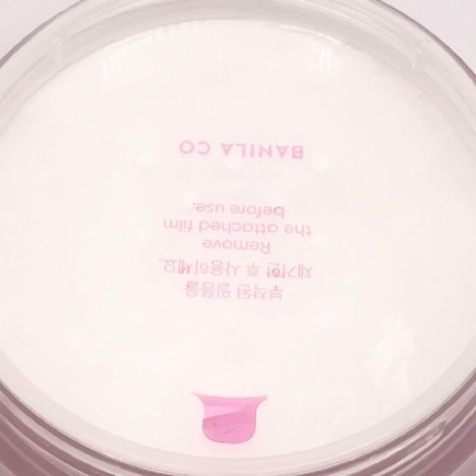 부착된 필름을
제거한 후 사용하세요.
Remove
the attached film
before use.
BANILA CO